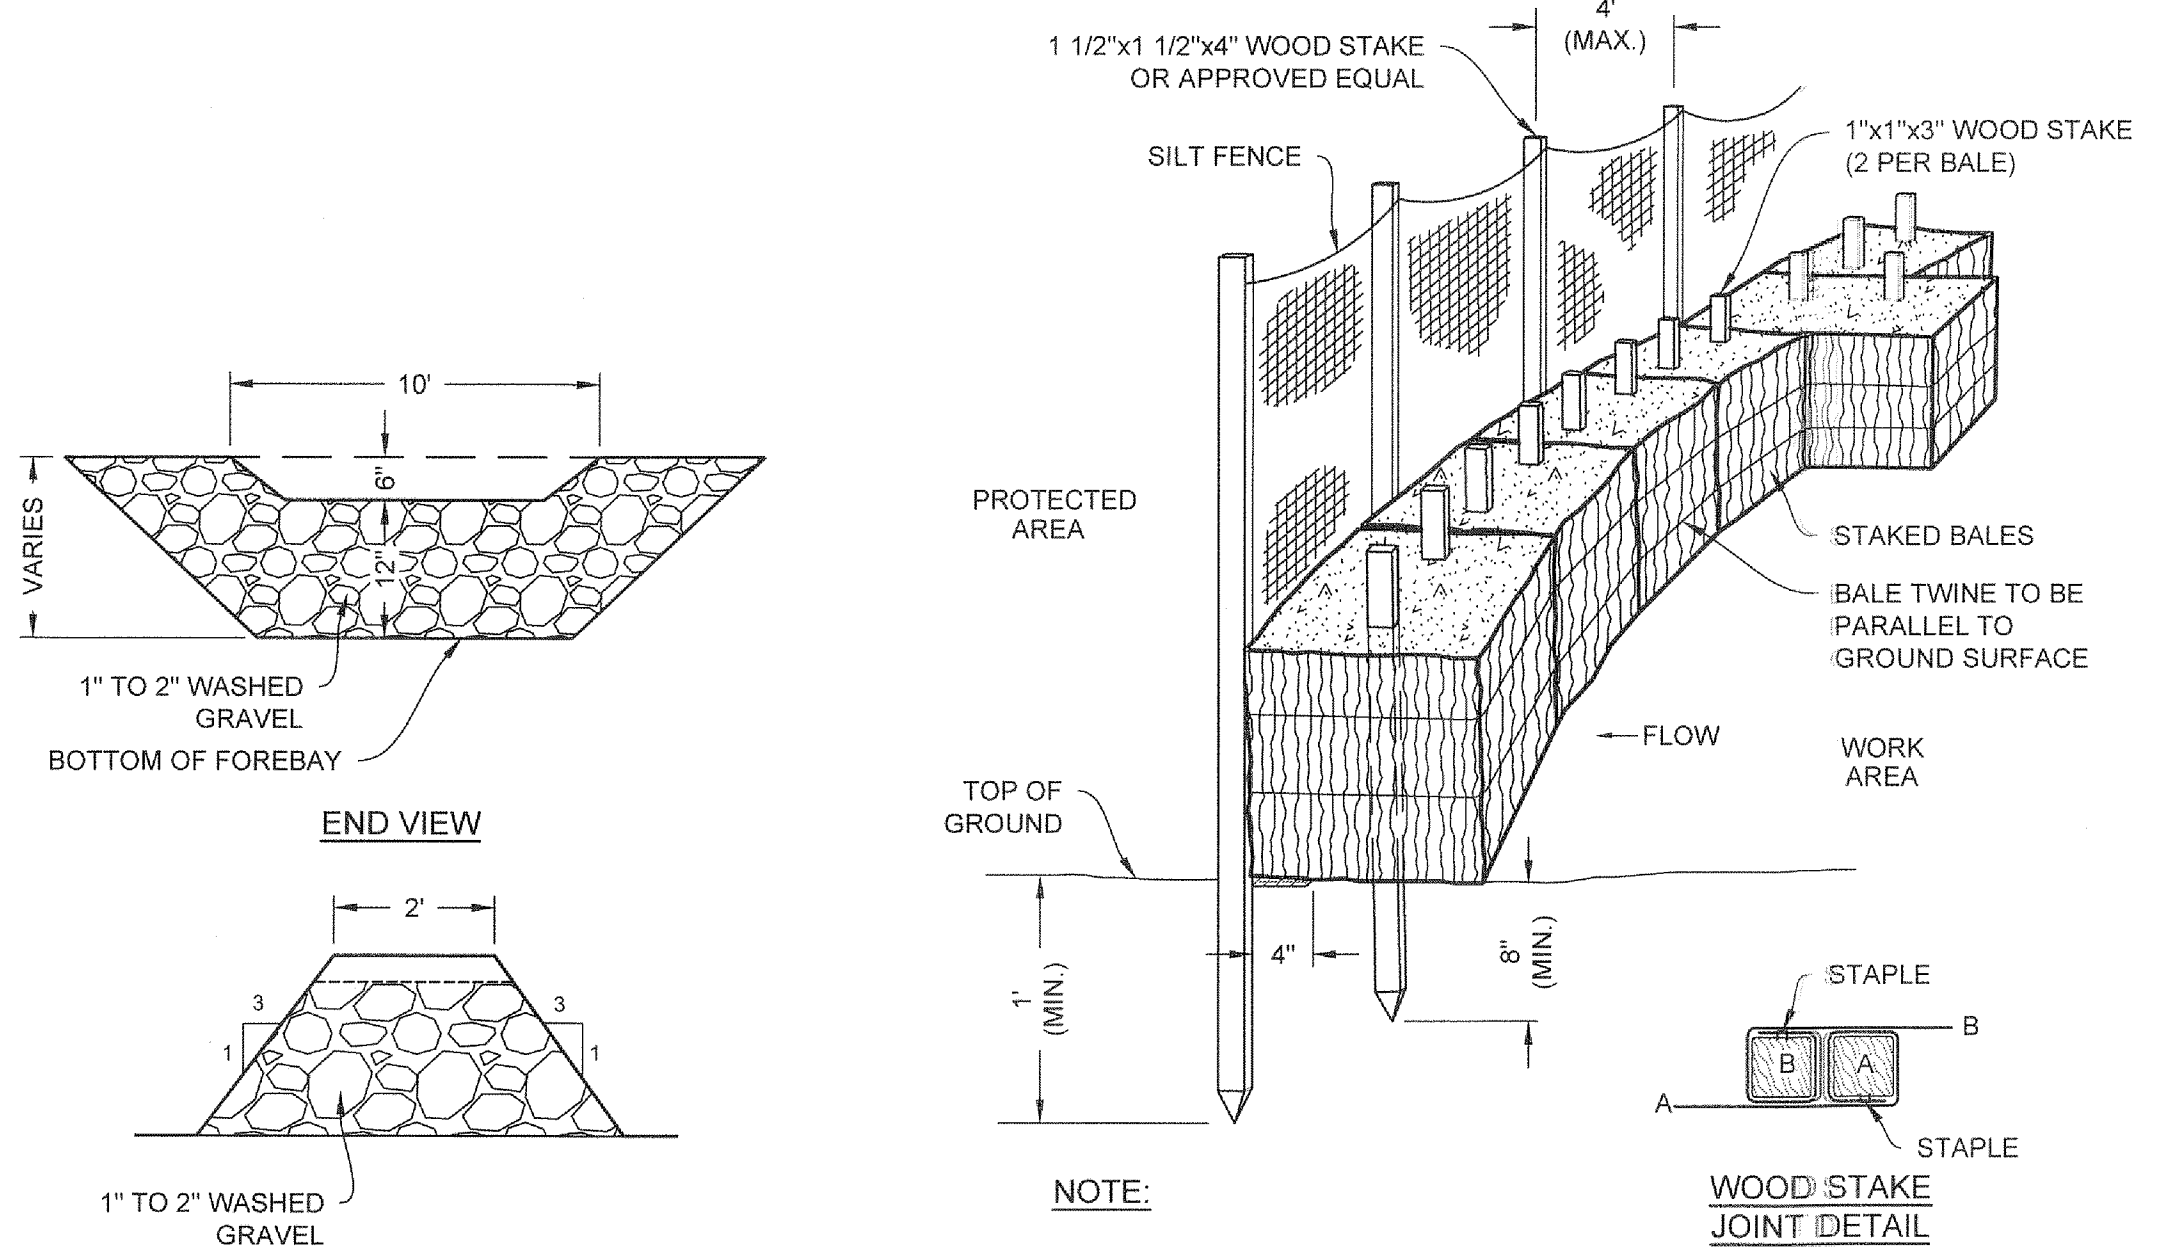 10'
6"
12"
VARIES
1" TO 2" WASHED
GRAVEL
BOTTOM OF FOREBAY
END VIEW
2'
3
1
3
1
1" TO 2" WASHED
GRAVEL
4'
(MAX.)
1 1/2"x1 1/2"x4" WOOD STAKE
OR APPROVED EQUAL
SILT FENCE
1"x1"x3" WOOD STAKE
(2 PER BALE)
PROTECTED
AREA
STAKED BALES
BALE TWINE TO BE
PARALLEL TO
GROUND SURFACE
FLOW
WORK
AREA
TOP OF
GROUND
1'
(MIN.)
4"
8"
(MIN.)
STAPLE
B
B
A
A
STAPLE
WOOD STAKE
JOINT DETAIL
NOTE: